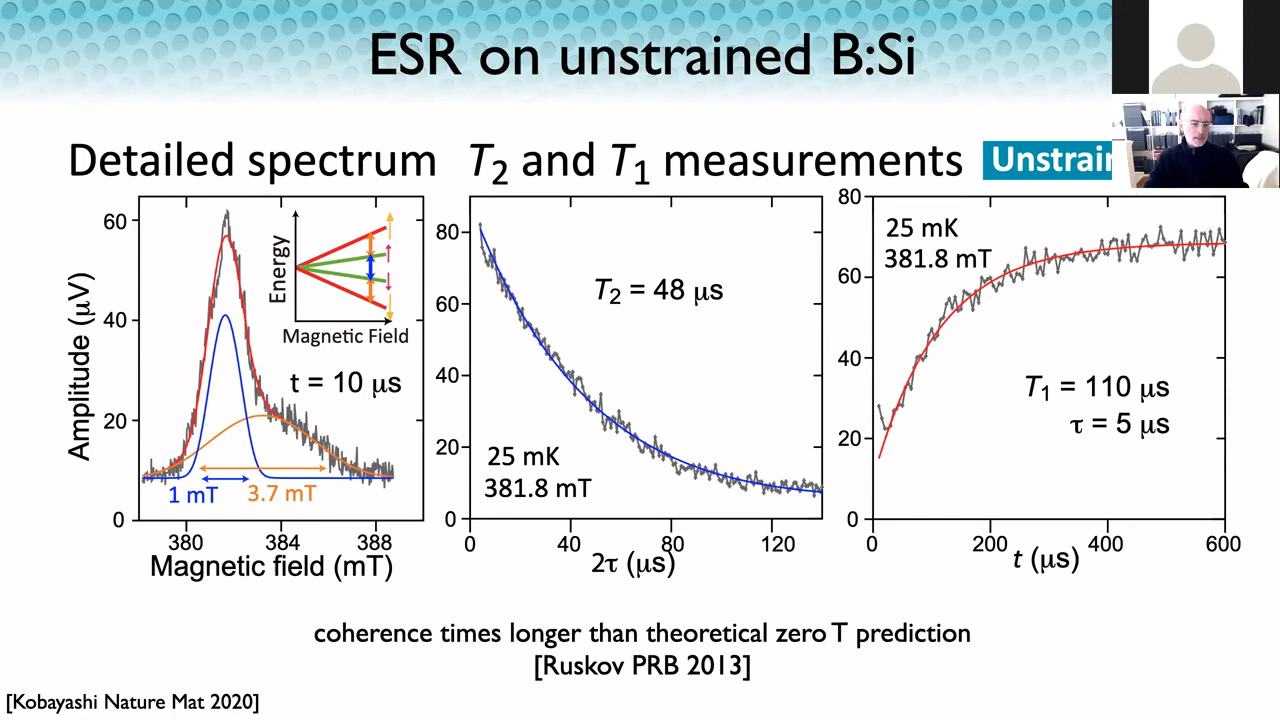 ESR on unstrained B:Si
Detailed spectrum
T2 and T1 measurements
Unstrain
60
40
20
0
Amplitude (μV)
380
384
388
Magnetic field (mT)
Energy
Magnetic Field
t = 10 μs
1 mT
3.7 mT
80
60
40
20
0
T2 = 48 μs
25 mK
381.8 mT
0
40
80
120
2τ (μs)
80
60
40
20
0
25 mK
381.8 mT
T1 = 110 μs
τ = 5 μs
0
200
400
600
t (μs)
coherence times longer than theoretical zero T prediction
[Ruskov PRB 2013]
[Kobayashi Nature Mat 2020]